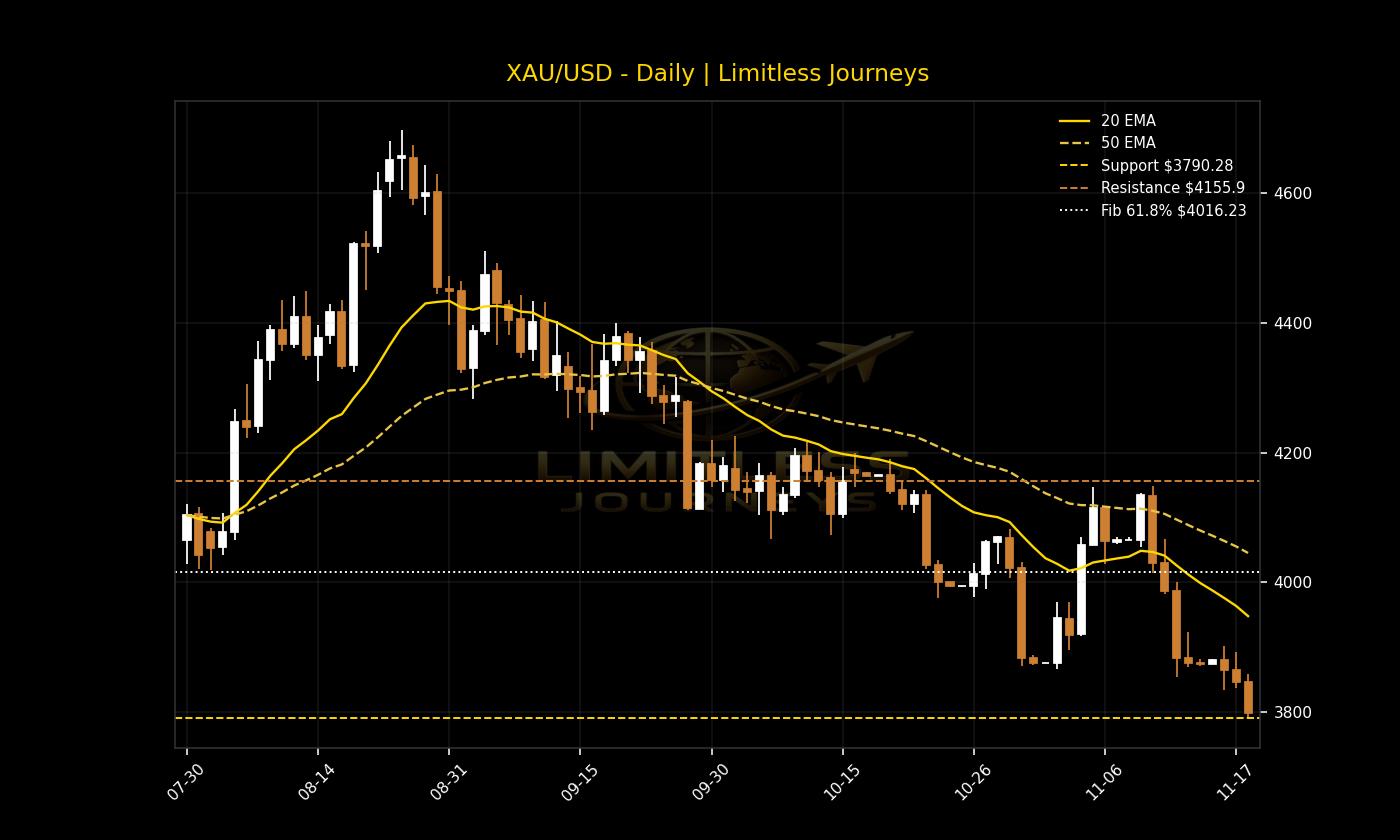 XAU/USD - Daily | Limitless Journeys
20 EMA
50 EMA
Support $3790.28
Resistance $4155.9
Fib 61.8% $4016.23
4600
4400
4200
4000
3800
LIMITLESS
JOURNEYS
07-30
08-14
08-31
09-15
09-30
10-15
10-26
11-06
11-17